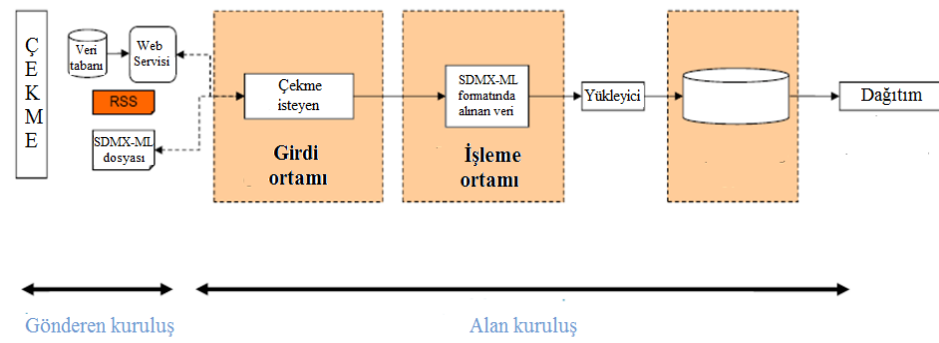 ÇEKME
Veri
tabanı
Web
Servisi
RSS
SDMX-ML
dosyası
Çekme
isteyen
Girdi
ortamı
SDMX-ML
formatında
alınan veri
İşleme
ortamı
Yükleyici
Dağıtım
Gönderen kuruluş
Alan kuruluş